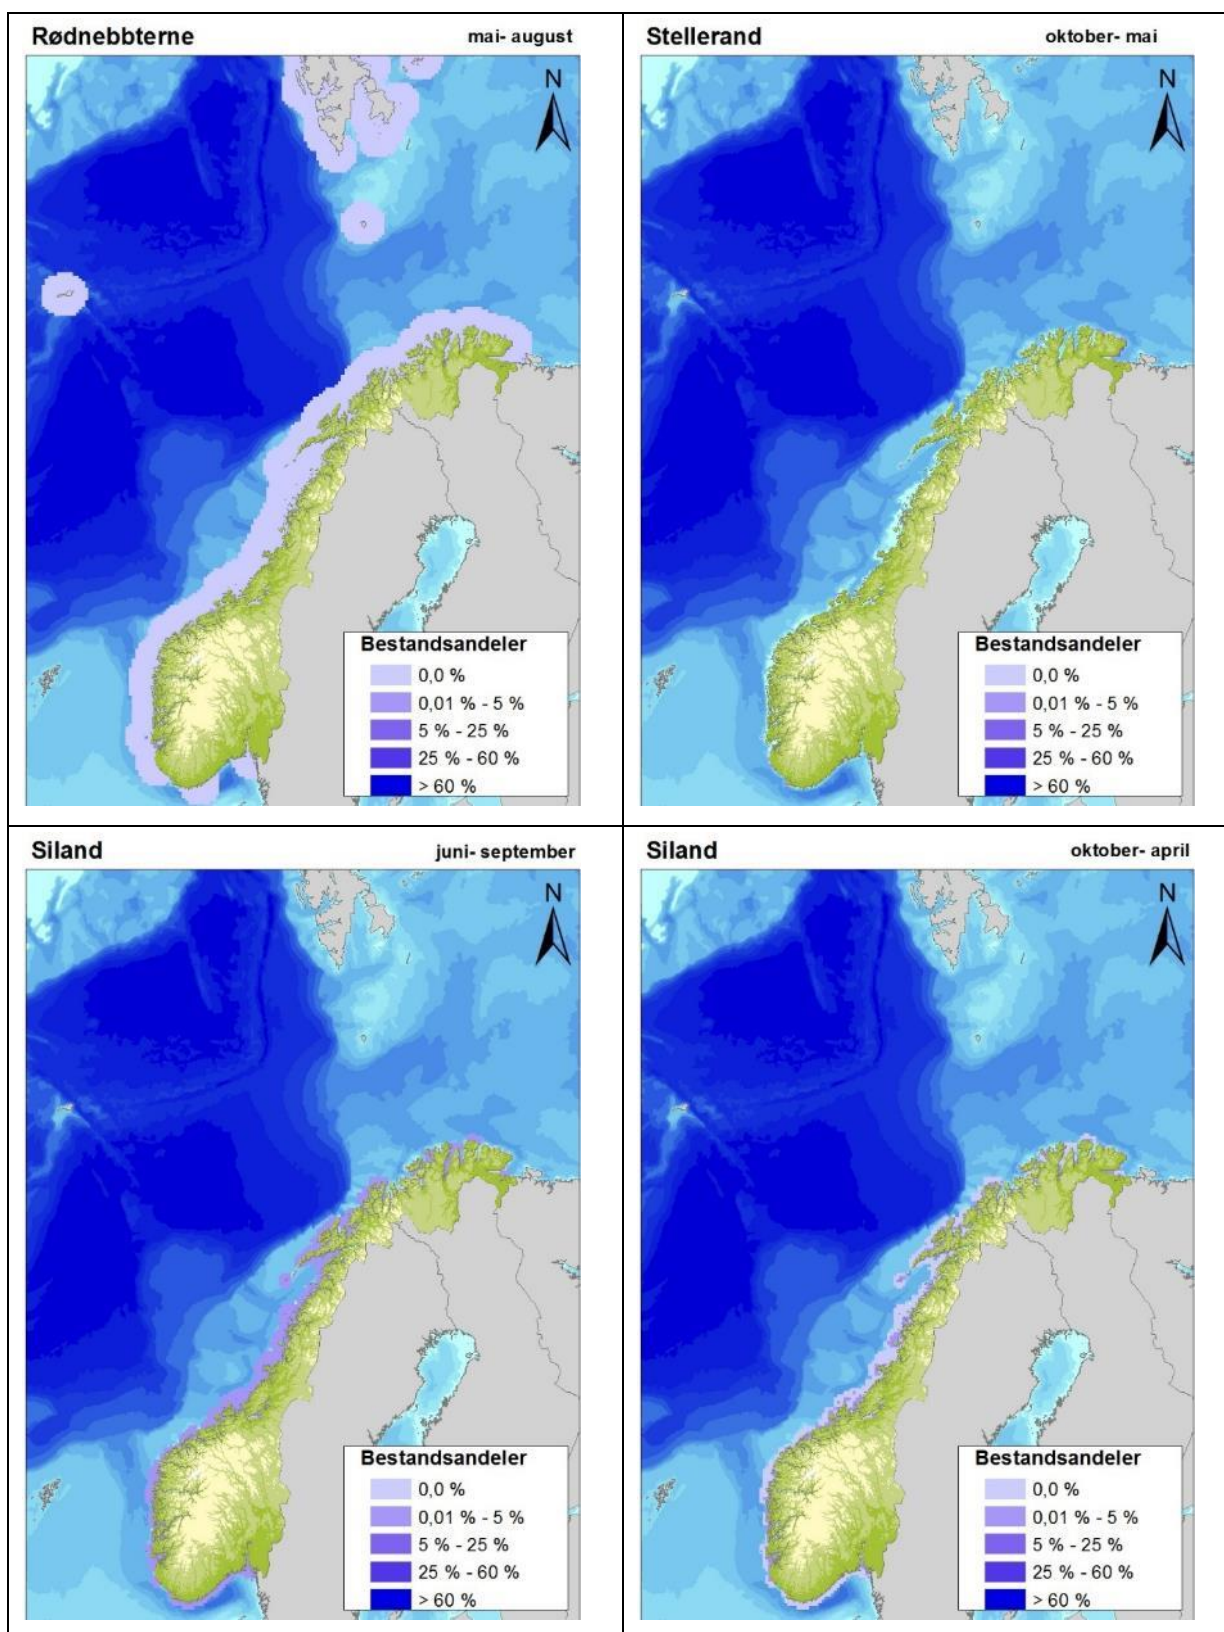 Rødnebbterne
mai- august
N
Bestandsandeler
0,0 %
0,01 % - 5 %
5 % - 25 %
25 % - 60 %
> 60 %
Stellerand
oktober- mai
N
Bestandsandeler
0,0 %
0,01 % - 5 %
5 % - 25 %
25 % - 60 %
> 60 %
Siland
juni- september
N
Bestandsandeler
0,0 %
0,01 % - 5 %
5 % - 25 %
25 % - 60 %
> 60 %
Siland
oktober- april
N
Bestandsandeler
0,0 %
0,01 % - 5 %
5 % - 25 %
25 % - 60 %
> 60 %